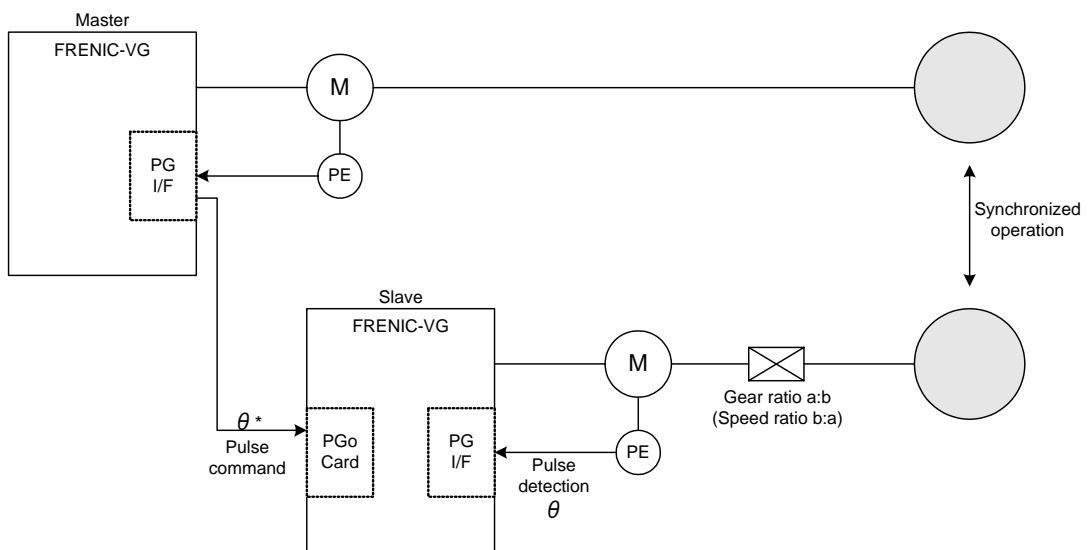 Master
FRENIC-VG
M
PG
I/F
PE
Synchronized
operation
Slave
FRENIC-VG
M
Gear ratio a:b
(Speed ratio b:a)
θ *
Pulse
command
PGo
Card
PG
I/F
PE
Pulse
detection
θ